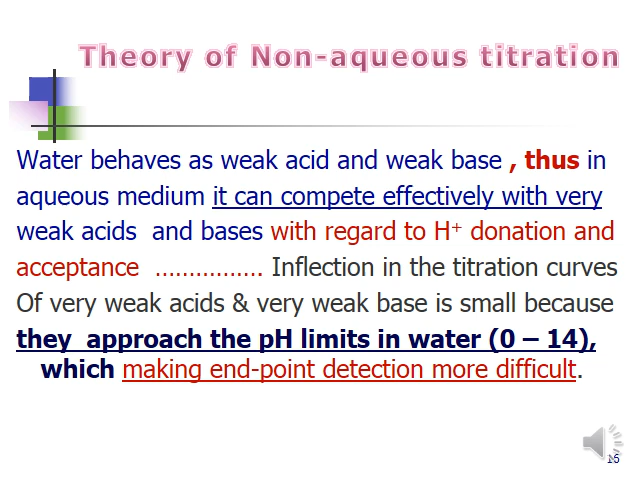 Theory of Non-aqueous titration
Water behaves as weak acid and weak base , thus in
aqueous medium it can compete effectively with very
weak acids and bases with regard to H⁺ donation and
acceptance ................ Inflection in the titration curves
Of very weak acids & very weak base is small because
they approach the pH limits in water (0 – 14),
which making end-point detection more difficult.
16